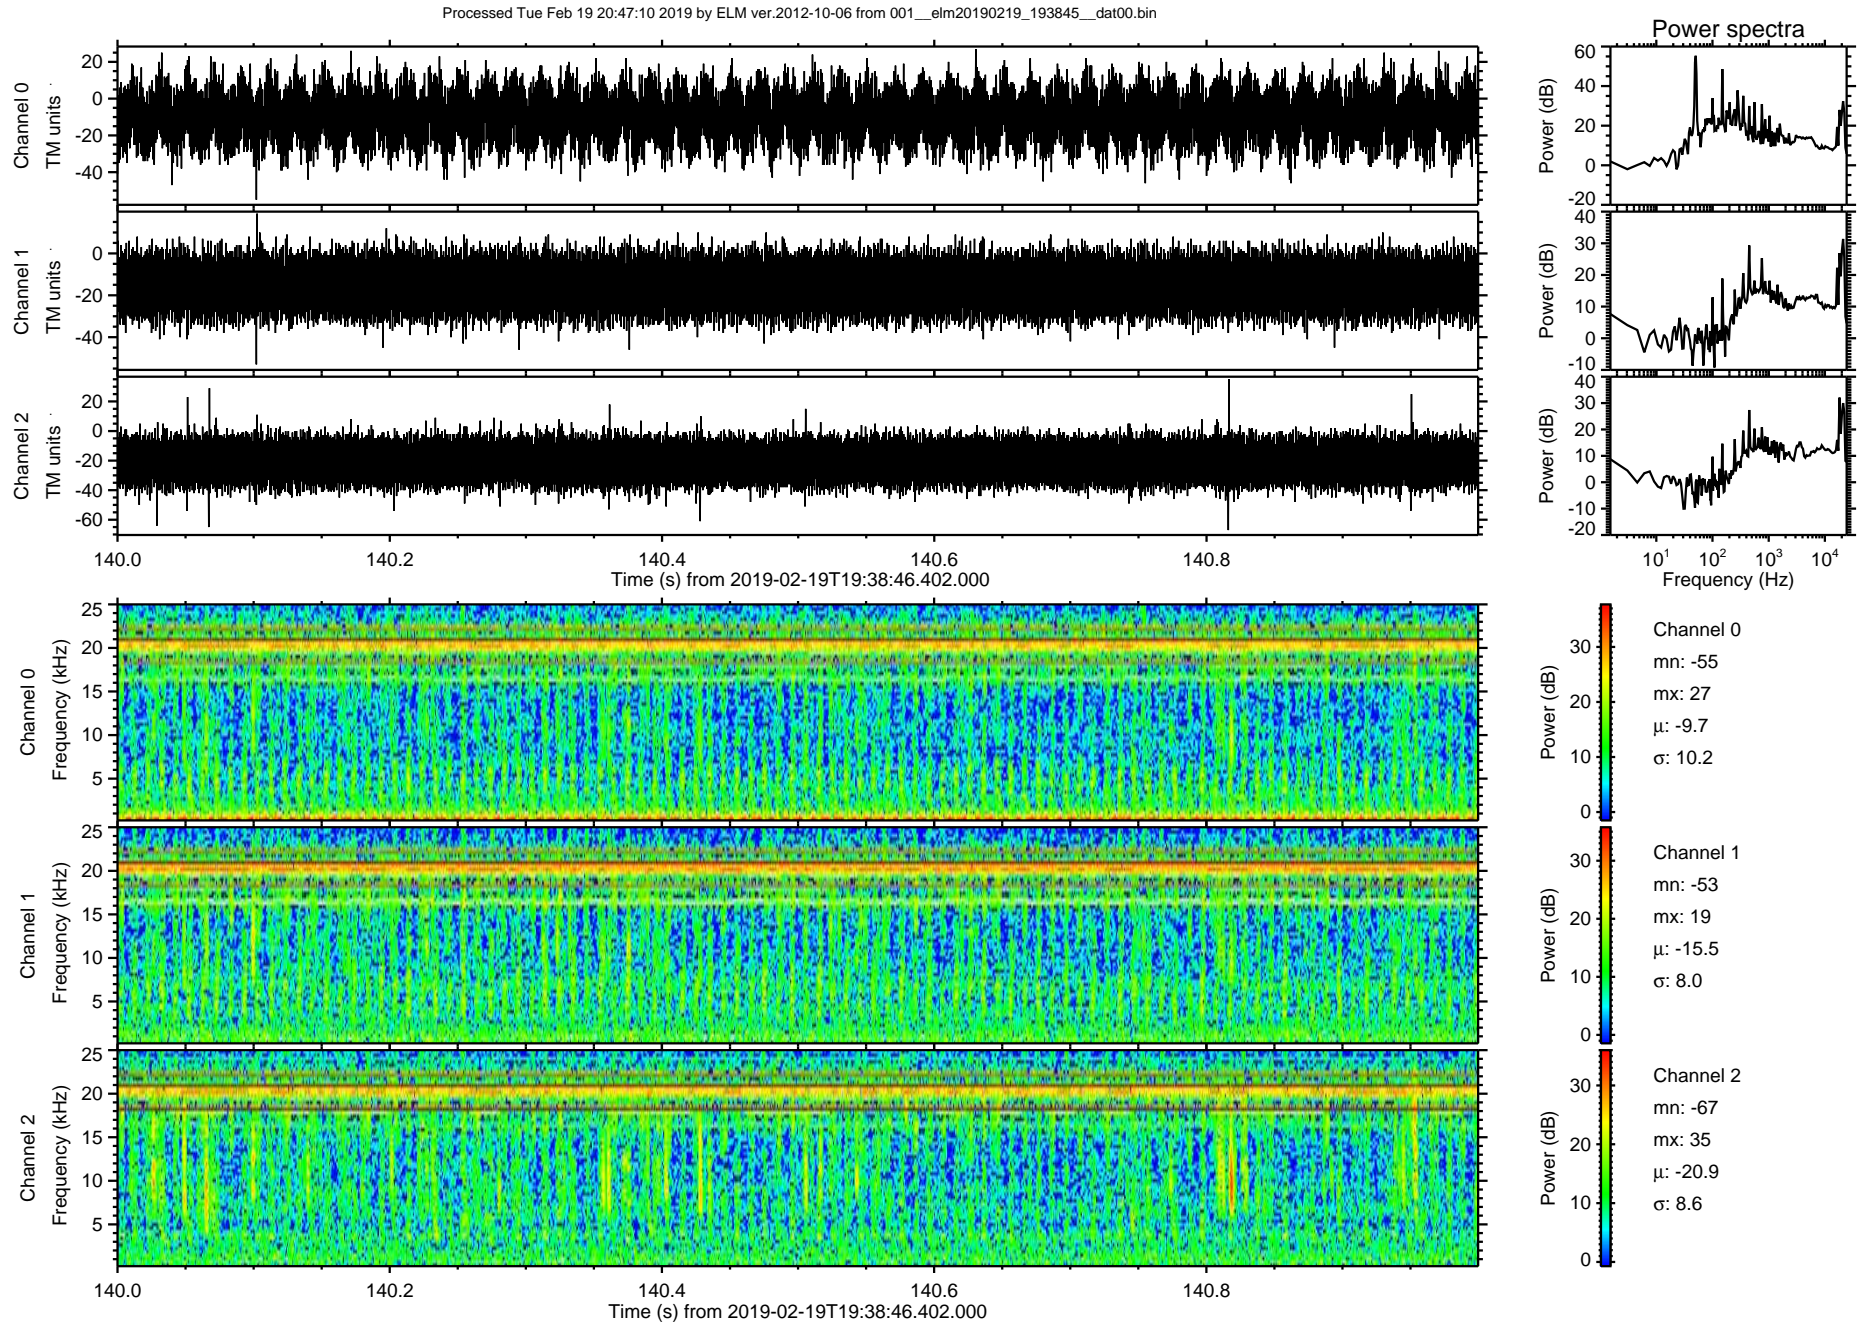 Processed Tue Feb 19 20:47:10 2019 by ELM ver.2012-10-06 from 001__elm20190219_193845__dat00.bin
Power spectra
Channel 0
TM units
20
0
-20
-40
Power (dB)
60
40
20
0
-20
Channel 1
TM units
0
-20
-40
Power (dB)
40
30
20
10
0
-10
Channel 2
TM units
20
0
-20
-40
-60
Power (dB)
40
30
20
10
0
-10
-20
140.0 140.2 140.4 140.6 140.8
Time (s) from 2019-02-19T19:38:46.402.000
10¹ 10² 10³ 10⁴
Frequency (Hz)
Channel 0
Frequency (kHz)
25
20
15
10
5
Power (dB)
30
20
10
0
Channel 0
mn: -55
mx: 27
μ: -9.7
σ: 10.2
Channel 1
Frequency (kHz)
25
20
15
10
5
Power (dB)
30
20
10
0
Channel 1
mn: -53
mx: 19
μ: -15.5
σ: 8.0
Channel 2
Frequency (kHz)
25
20
15
10
5
Power (dB)
30
20
10
0
Channel 2
mn: -67
mx: 35
μ: -20.9
σ: 8.6
140.0 140.2 140.4 140.6 140.8
Time (s) from 2019-02-19T19:38:46.402.000